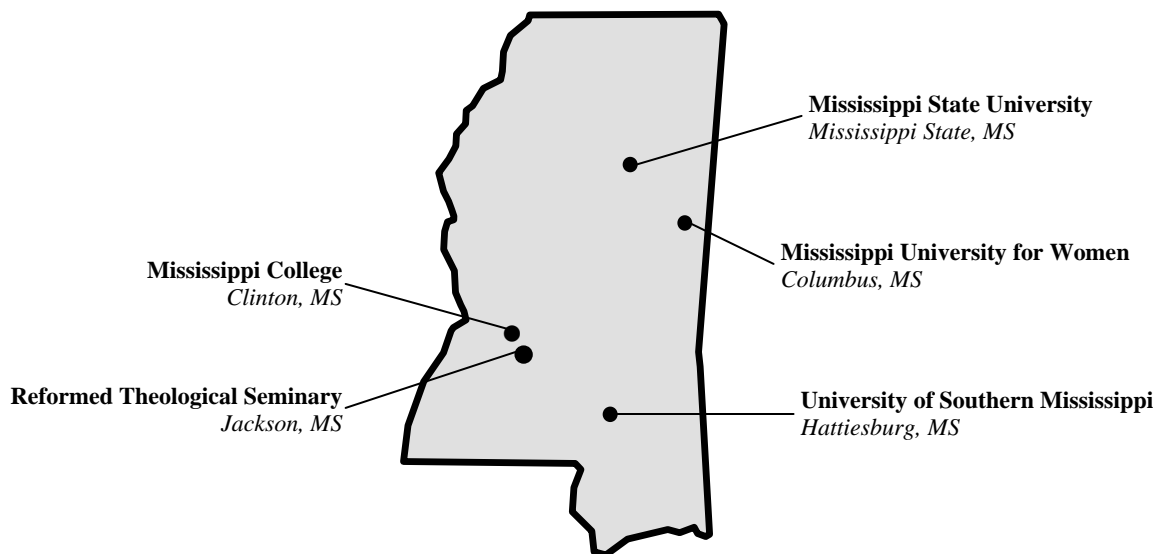 Mississippi State University
Mississippi State, MS
Mississippi University for Women
Columbus, MS
Mississippi College
Clinton, MS
Reformed Theological Seminary
Jackson, MS
University of Southern Mississippi
Hattiesburg, MS